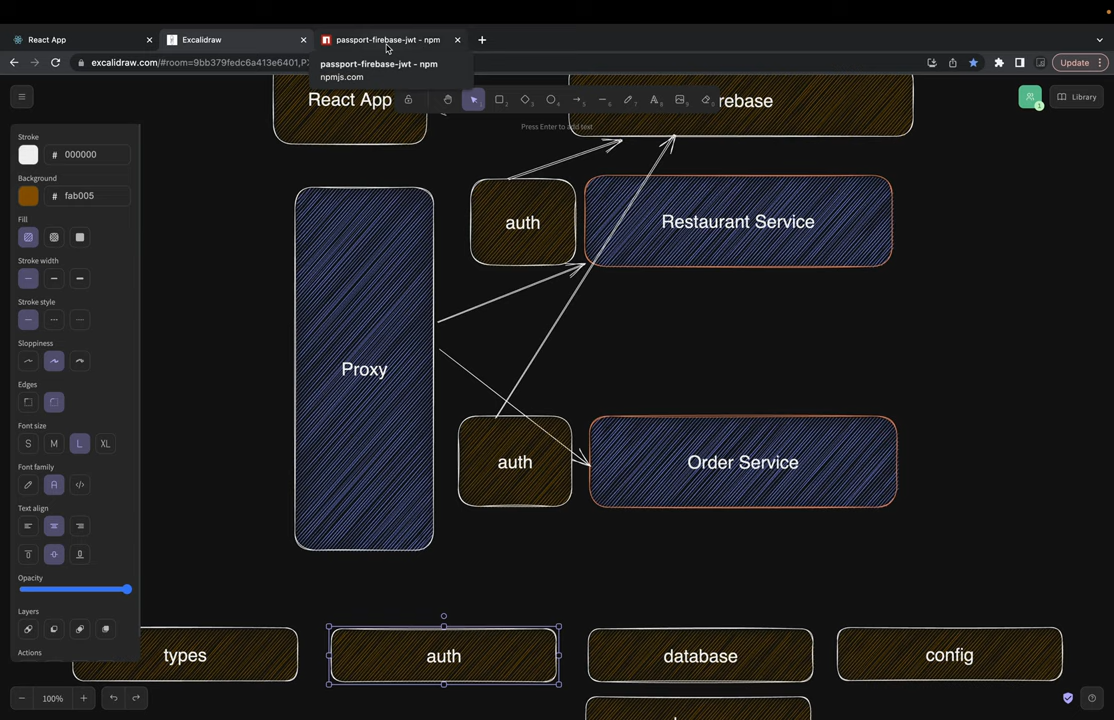 React App
Excalidraw
passport-firebase-jwt - npm
excalidraw.com/#room=9bb379fedc6a413e6401,P
Update
passport-firebase-jwt - npm
npmjs.com
React App
Press Enter to add text
Library
Stroke
# 000000
Background
# fab005
Fill
Stroke width
Stroke style
Sloppiness
Edges
Font size
S M L XL
Font family
Text align
Opacity
Layers
Actions
auth
Restaurant Service
Proxy
auth
Order Service
types
auth
database
config
100%